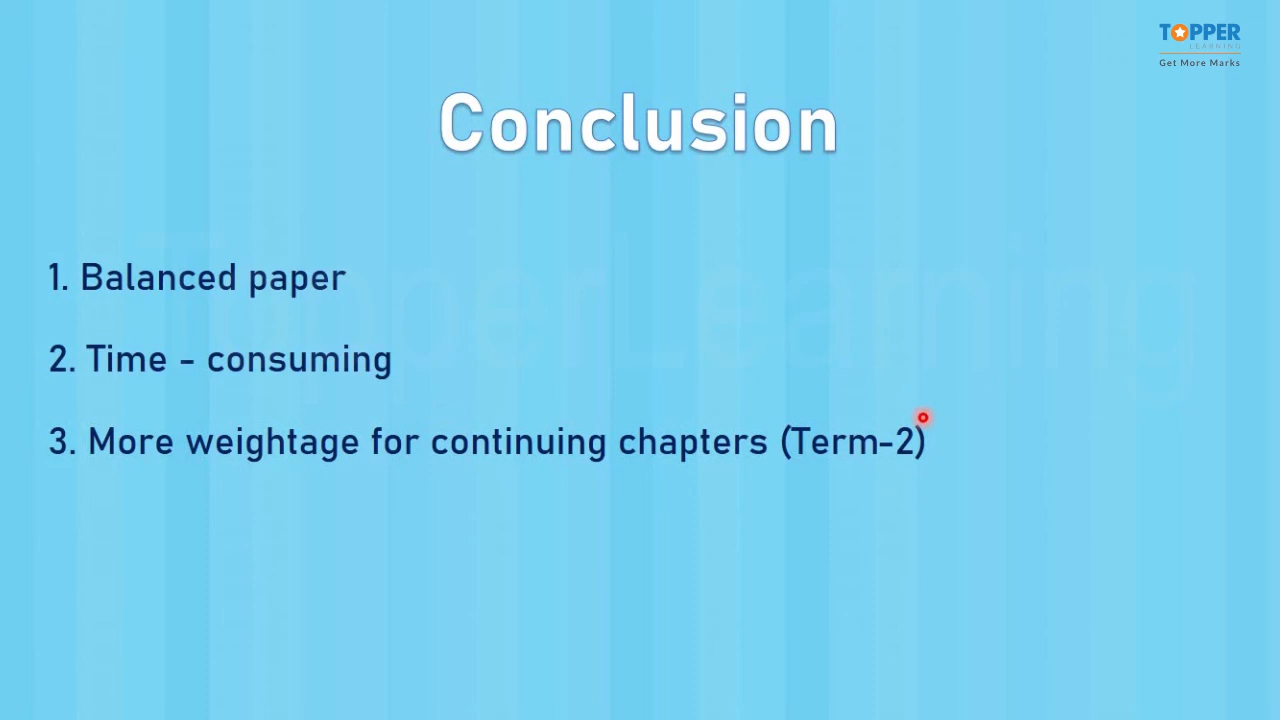 TOPPER
LEARNING
Get More Marks
Conclusion
TopperLearning
1. Balanced paper
2. Time - consuming
3. More weightage for continuing chapters (Term-2)